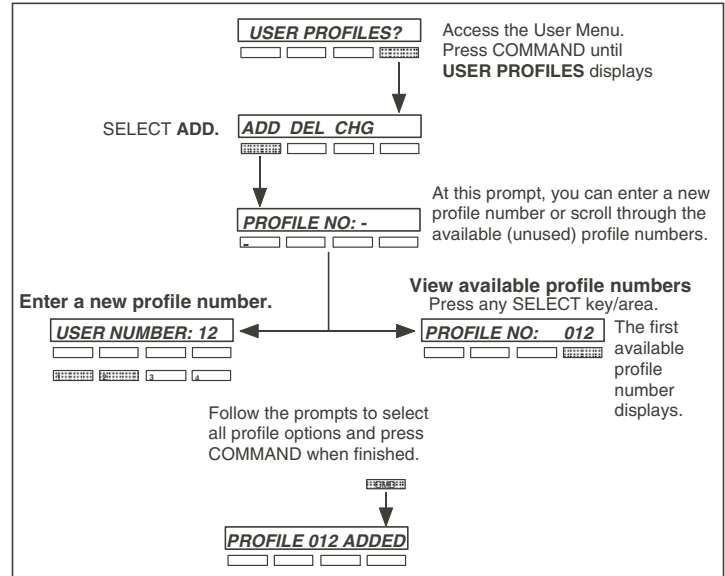 USER PROFILES?
Access the User Menu.
Press COMMAND until
USER PROFILES displays
SELECT ADD.
ADD DEL CHG
At this prompt, you can enter a new
profile number or scroll through the
available (unused) profile numbers.
PROFILE NO: -
-
Enter a new profile number.
USER NUMBER: 12
3 4
View available profile numbers
Press any SELECT key/area.
PROFILE NO: 012
The first
available
profile
number
displays.
Follow the prompts to select
all profile options and press
COMMAND when finished.
CMD
PROFILE 012 ADDED